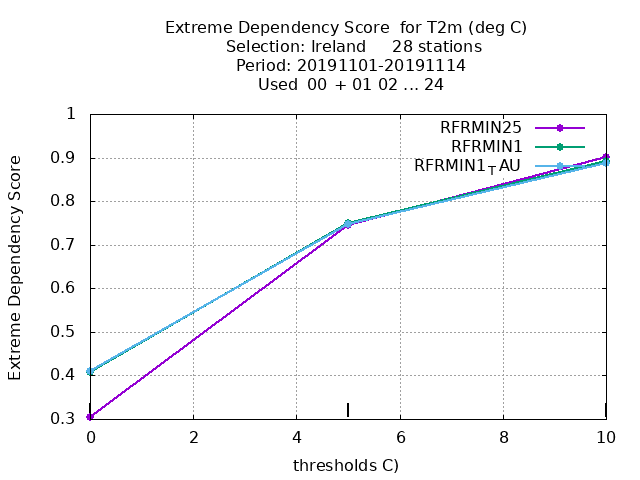 Extreme Dependency Score  for T2m (deg C)
Selection: Ireland     28 stations
Period: 20191101-20191114
Used  00 + 01 02 ... 24
RFRMIN25
RFRMIN1
RFRMIN1_TAU
Extreme Dependency Score
1
0.9
0.8
0.7
0.6
0.5
0.4
0.3
0 2 4 6 8 10
thresholds C)